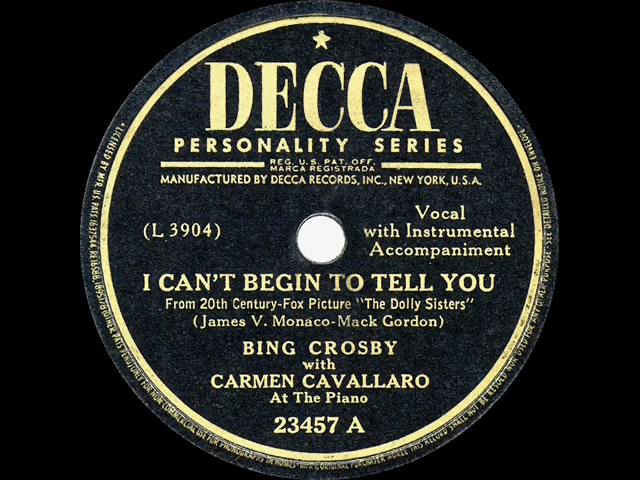 DECCA
PERSONALITY SERIES
REG. U.S. PAT. OFF.
MARCA REGISTRADA
MANUFACTURED BY DECCA RECORDS, INC., NEW YORK, U.S.A.
(L 3904)
Vocal
with Instrumental
Accompaniment
I CAN'T BEGIN TO TELL YOU
From 20th Century-Fox Picture "The Dolly Sisters"
(James V. Monaco-Mack Gordon)
BING CROSBY
with
CARMEN CAVALLARO
At The Piano
23457 A